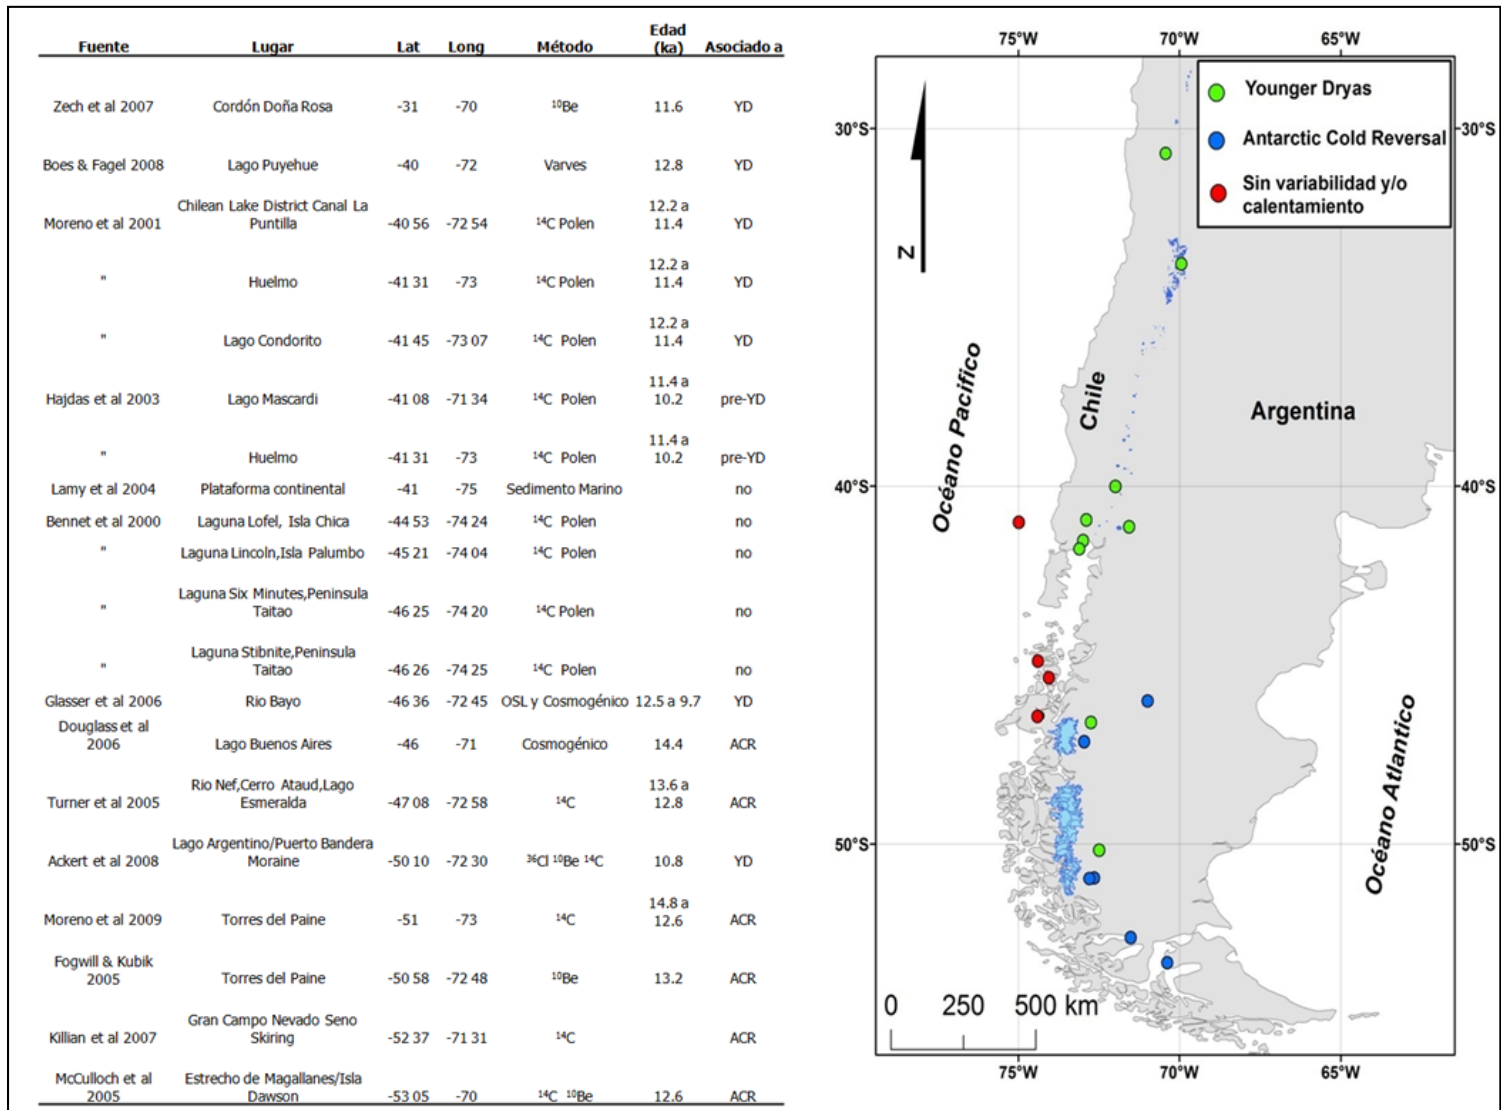 Fuente Lugar Lat Long Método Edad (ka) Asociado a
Zech et al 2007 Cordón Doña Rosa -31 -70 ¹⁰Be 11.6 YD
Boes & Fagel 2008 Lago Puyehue -40 -72 Varves 12.8 YD
Moreno et al 2001 Chilean Lake District Canal La Puntilla -40 56 -72 54 ¹⁴C Polen 12.2 a 11.4 YD
" Huelmo -41 31 -73 ¹⁴C Polen 12.2 a 11.4 YD
" Lago Condorito -41 45 -73 07 ¹⁴C Polen 12.2 a 11.4 YD
Hajdas et al 2003 Lago Mascardi -41 08 -71 34 ¹⁴C Polen 11.4 a 10.2 pre-YD
" Huelmo -41 31 -73 ¹⁴C Polen 11.4 a 10.2 pre-YD
Lamy et al 2004 Plataforma continental -41 -75 Sedimento Marino no
Bennet et al 2000 Laguna Lofel, Isla Chica -44 53 -74 24 ¹⁴C Polen no
" Laguna Lincoln,Isla Palumbo -45 21 -74 04 ¹⁴C Polen no
" Laguna Six Minutes,Peninsula Taitao -46 25 -74 20 ¹⁴C Polen no
" Laguna Stibnite,Peninsula Taitao -46 26 -74 25 ¹⁴C Polen no
Glasser et al 2006 Rio Bayo -46 36 -72 45 OSL y Cosmogénico 12.5 a 9.7 YD
Douglass et al 2006 Lago Buenos Aires -46 -71 Cosmogénico 14.4 ACR
Turner et al 2005 Rio Nef,Cerro Ataud,Lago Esmeralda -47 08 -72 58 ¹⁴C 13.6 a 12.8 ACR
Ackert et al 2008 Lago Argentino/Puerto Bandera Moraine -50 10 -72 30 ³⁶Cl ¹⁰Be ¹⁴C 10.8 YD
Moreno et al 2009 Torres del Paine -51 -73 ¹⁴C 14.8 a 12.6 ACR
Fogwill & Kubik 2005 Torres del Paine -50 58 -72 48 ¹⁰Be 13.2 ACR
Killian et al 2007 Gran Campo Nevado Seno Skiring -52 37 -71 31 ¹⁴C ACR
McCulloch et al 2005 Estrecho de Magallanes/Isla Dawson -53 05 -70 ¹⁴C ¹⁰Be 12.6 ACR
75°W 70°W 65°W
Younger Dryas
Antarctic Cold Reversal
Sin variabilidad y/o
calentamiento
30°S 30°S
N
Océano Pacifico
Chile
Argentina
40°S 40°S
Océano Atlantico
50°S 50°S
0 250 500 km
75°W 70°W 65°W